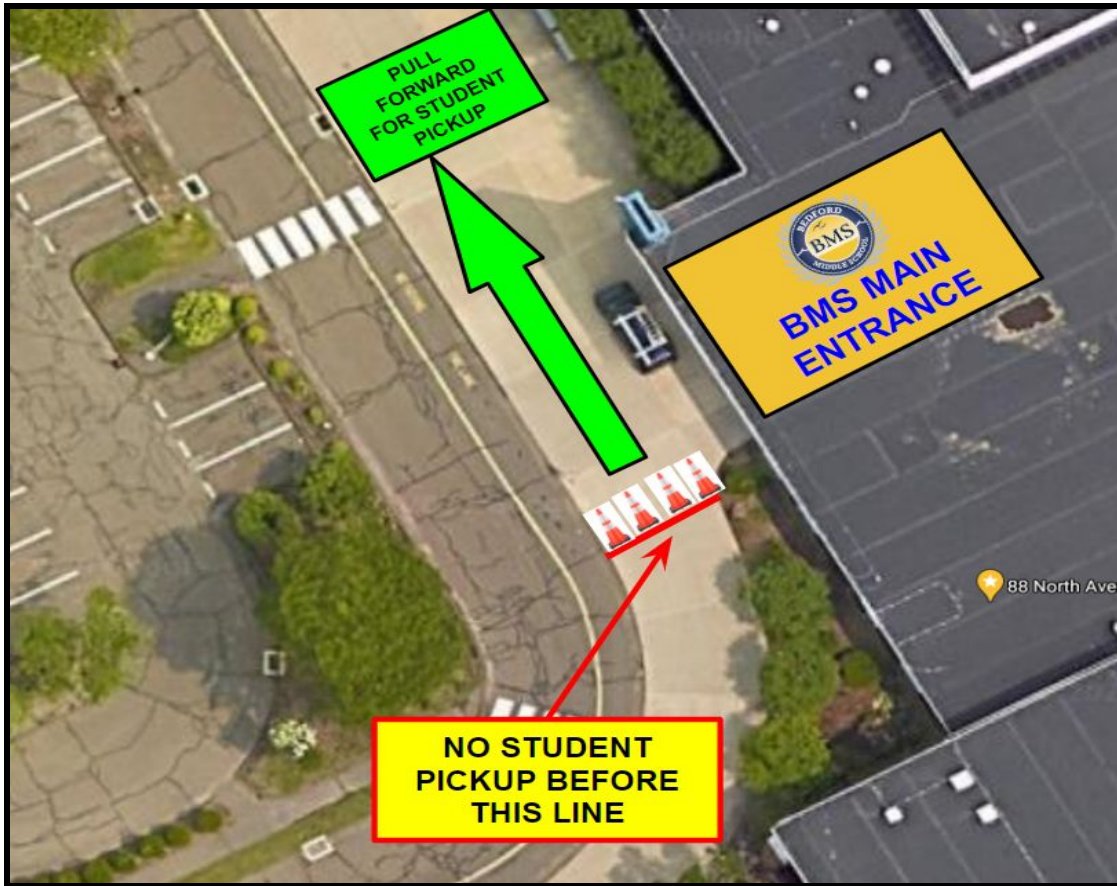 PULL
FORWARD
FOR STUDENT
PICKUP
BEDFORD
BMS
MIDDLE SCHOOL
BMS MAIN
ENTRANCE
88 North Ave
NO STUDENT
PICKUP BEFORE
THIS LINE